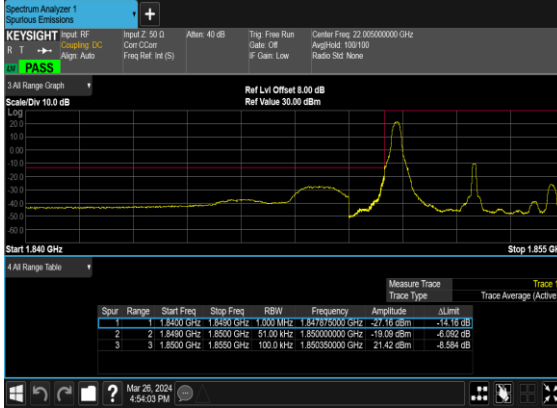 Spectrum Analyzer 1
Spurious Emissions
+
KEYSIGHT Input: RF Input Z: 50 Ω Atten: 40 dB Trig: Free Run Center Freq: 22.005000000 GHz
R T Coupling: DC Corr CCorr Gate: Off Avg|Hold: 100/100
Align: Auto Freq Ref: Int (S) IF Gain: Low Radio Std: None
PASS
3.All Range Graph Ref Lvl Offset 8.00 dB
Scale/Div 10.0 dB Ref Value 30.00 dBm
Log
20.0
10.0
0.00
-10.0
-20.0
-30.0
-40.0
-50.0
-60.0
Start 1.840 GHz Stop 1.855 G
4.All Range Table
Measure Trace Trace 1
Trace Type Trace Average (Active
Spur Range Start Freq Stop Freq RBW Frequency Amplitude ΔLimit
1 1 1.8400 GHz 1.8490 GHz 1.000 MHz 1.847875000 GHz -27.16 dBm -14.16 dB
2 2 1.8490 GHz 1.8500 GHz 51.00 kHz 1.850000000 GHz -19.09 dBm -6.092 dB
3 3 1.8500 GHz 1.8550 GHz 100.0 kHz 1.850350000 GHz 21.42 dBm -8.584 dB
? Mar 26, 2024
4:54:03 PM